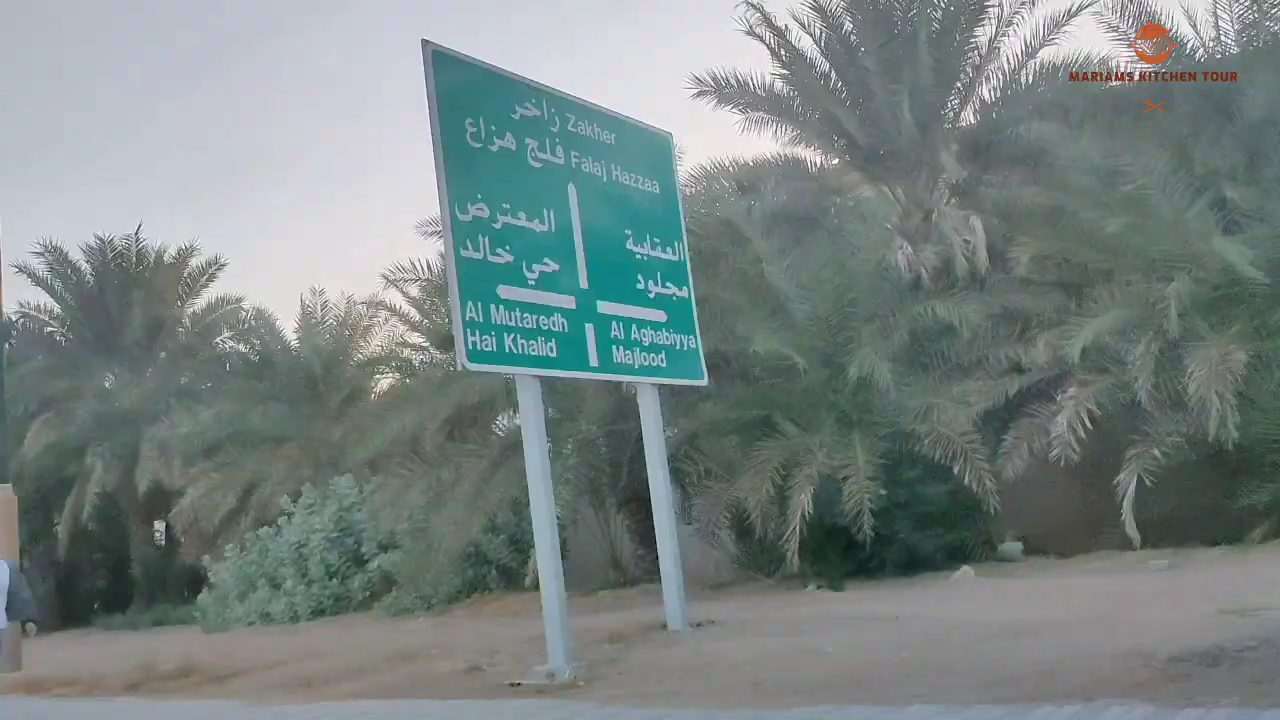 زاخر Zakher
فلج هزاع Falaj Hazzaa
المعترض
حي خالد
العقابية
مجلود
Al Mutaredh
Hai Khalid
Al Aghabiyya
Majlood
MARIAMS KITCHEN TOUR